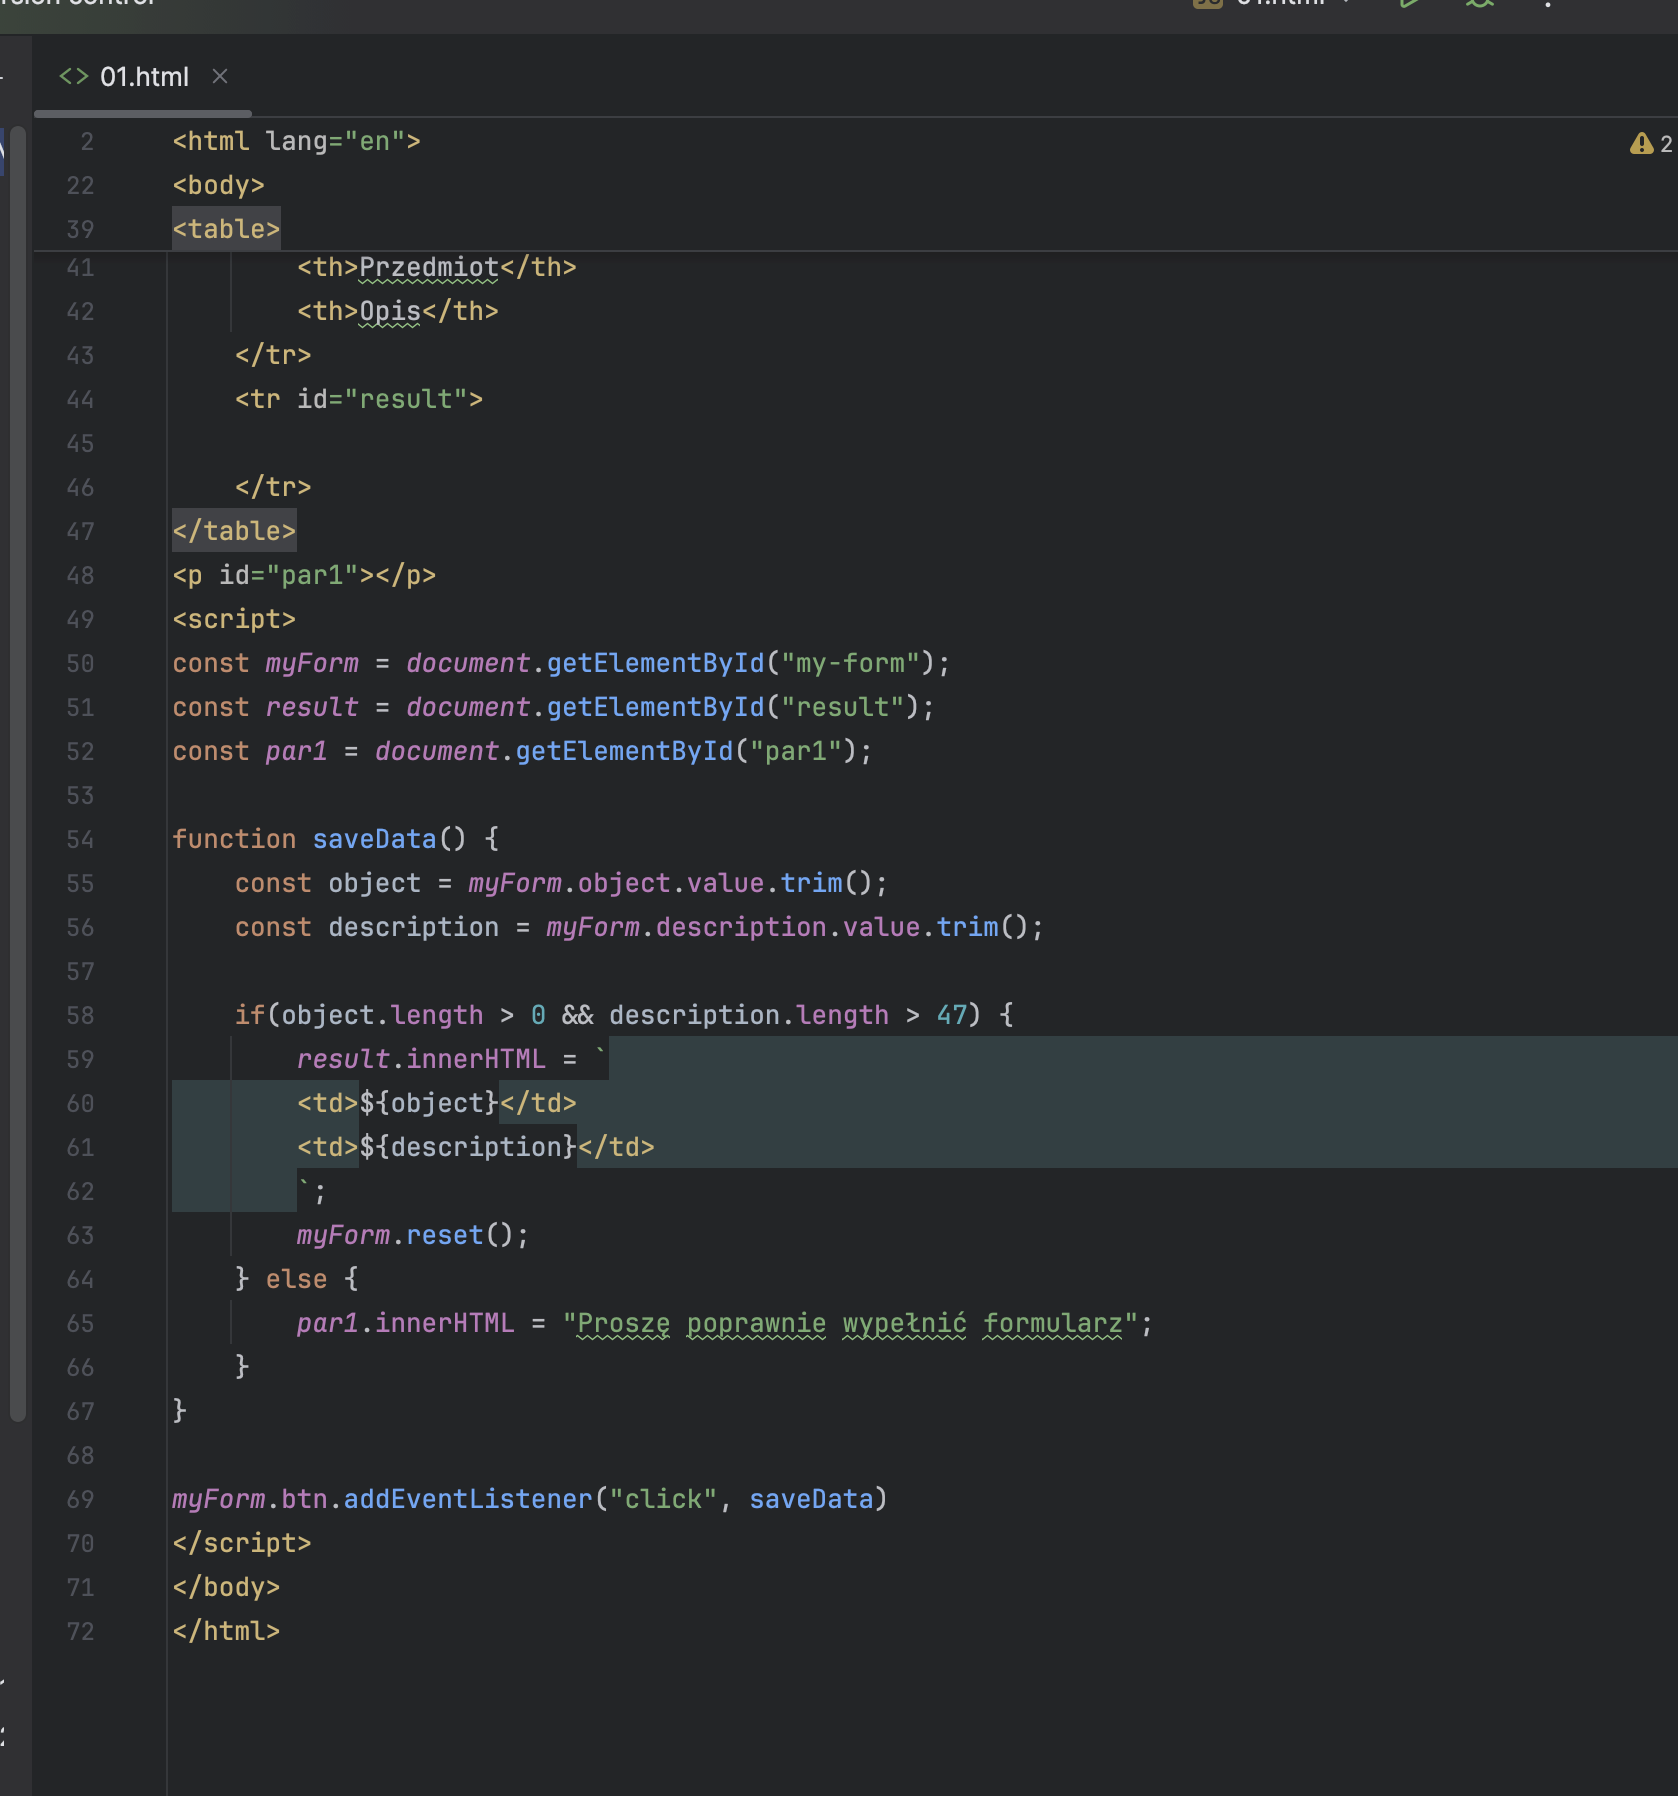 01.html
2 <html lang="en">
2
22 <body>
39 <table>
41 <th>Przedmiot</th>
42 <th>Opis</th>
43 </tr>
44 <tr id="result">
45
46 </tr>
47 </table>
48 <p id="par1"></p>
49 <script>
50 const myForm = document.getElementById("my-form");
51 const result = document.getElementById("result");
52 const par1 = document.getElementById("par1");
53
54 function saveData() {
55 const object = myForm.object.value.trim();
56 const description = myForm.description.value.trim();
57
58 if(object.length > 0 && description.length > 47) {
59 result.innerHTML = `
60 <td>${object}</td>
61 <td>${description}</td>
62 `;
63 myForm.reset();
64 } else {
65 par1.innerHTML = "Proszę poprawnie wypełnić formularz";
66 }
67 }
68
69 myForm.btn.addEventListener("click", saveData)
70 </script>
71 </body>
72 </html>